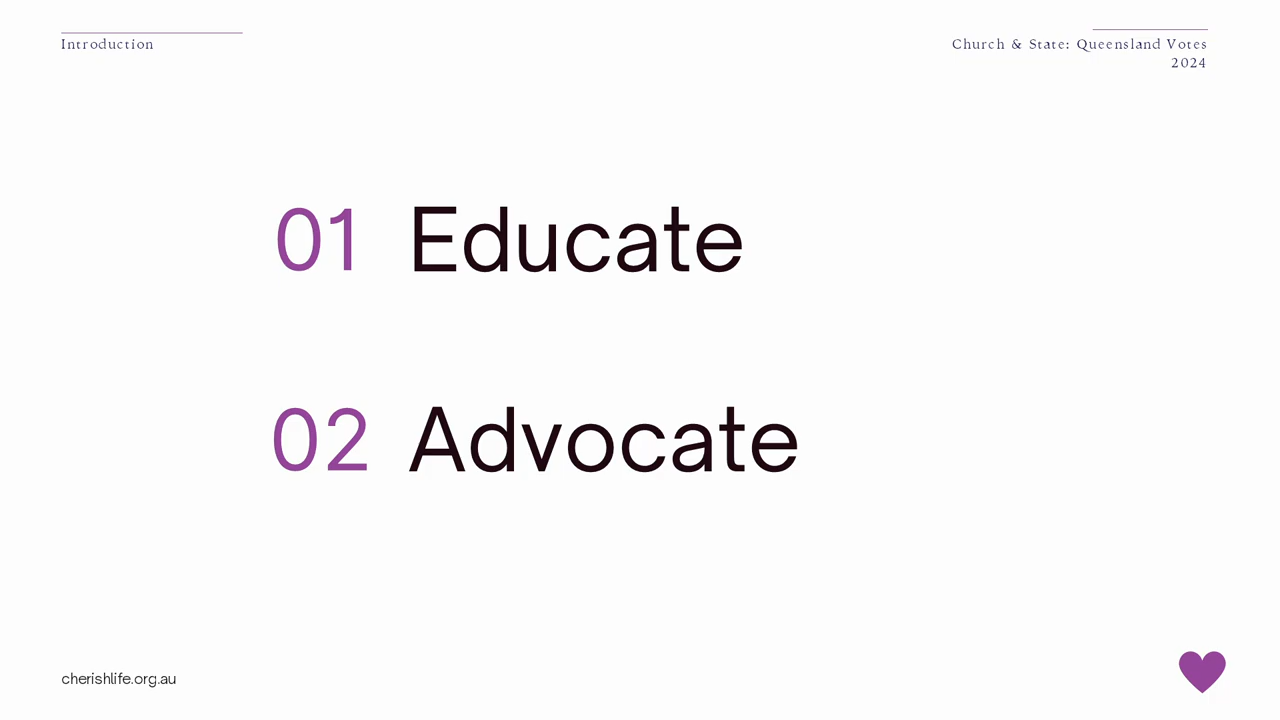 Introduction
Church & State: Queensland Votes
2024
01 Educate
02 Advocate
cherishlife.org.au